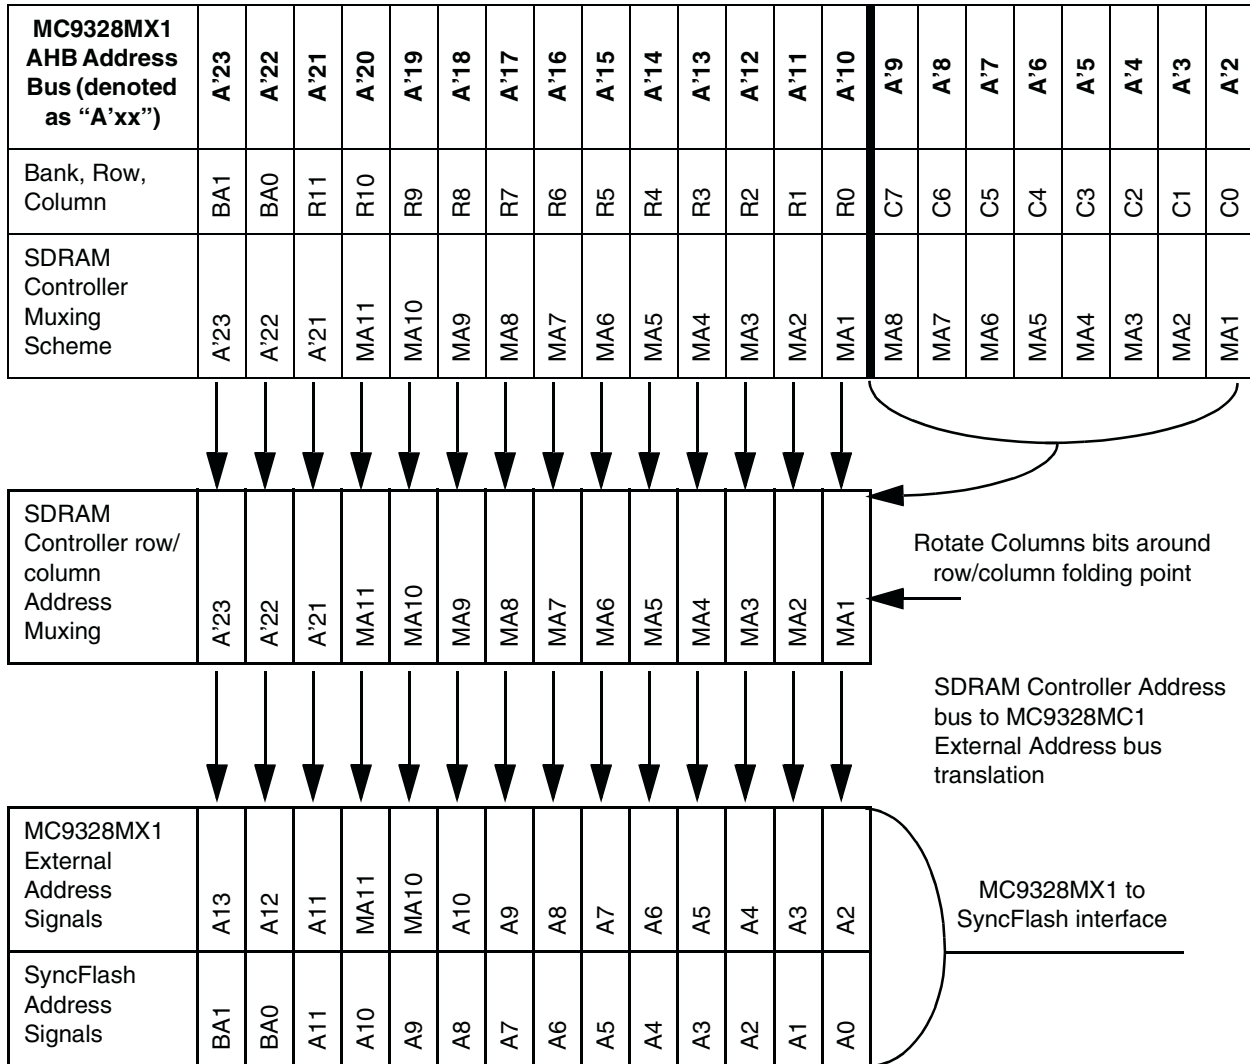 MC9328MX1
AHB Address
Bus (denoted
as “A’xx”)
A’23 A’22 A’21 A’20 A’19 A’18 A’17 A’16 A’15 A’14 A’13 A’12 A’11 A’10 A’9 A’8 A’7 A’6 A’5 A’4 A’3 A’2
Bank, Row,
Column
BA1 BA0 R11 R10 R9 R8 R7 R6 R5 R4 R3 R2 R1 R0 C7 C6 C5 C4 C3 C2 C1 C0
SDRAM
Controller
Muxing
Scheme
A’23 A’22 A’21 MA11 MA10 MA9 MA8 MA7 MA6 MA5 MA4 MA3 MA2 MA1 MA8 MA7 MA6 MA5 MA4 MA3 MA2 MA1
SDRAM
Controller row/
column
Address
Muxing
A’23 A’22 A’21 MA11 MA10 MA9 MA8 MA7 MA6 MA5 MA4 MA3 MA2 MA1
Rotate Columns bits around
row/column folding point
SDRAM Controller Address
bus to MC9328MC1
External Address bus
translation
MC9328MX1
External
Address
Signals
A13 A12 A11 MA11 MA10 A10 A9 A8 A7 A6 A5 A4 A3 A2
SyncFlash
Address
Signals
BA1 BA0 A11 A10 A9 A8 A7 A6 A5 A4 A3 A2 A1 A0
MC9328MX1 to
SyncFlash interface